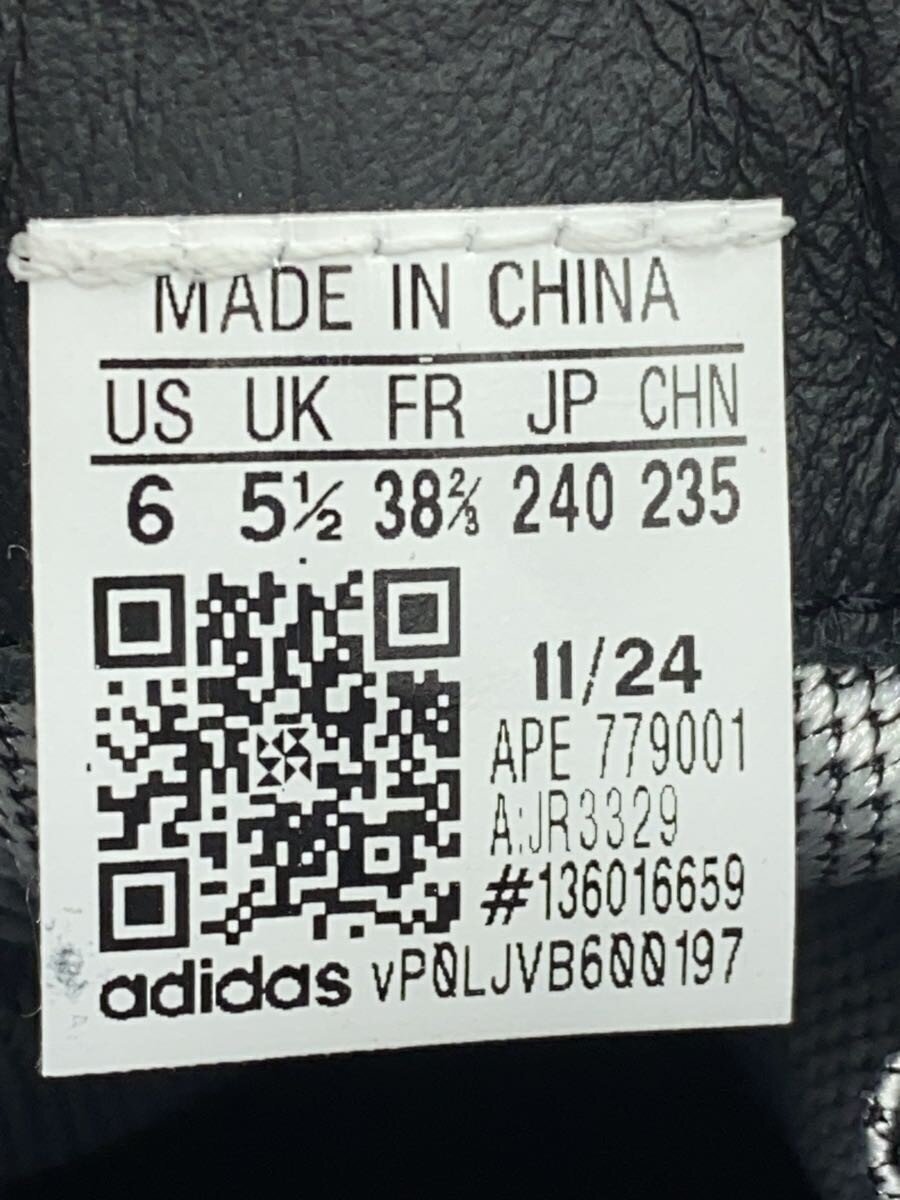 MADE IN CHINA
US UK FR JP CHN
6 5½ 38⅔ 240 235
11/24
APE 779001
A:JR3329
#136016659
adidas vP0LJVB600197